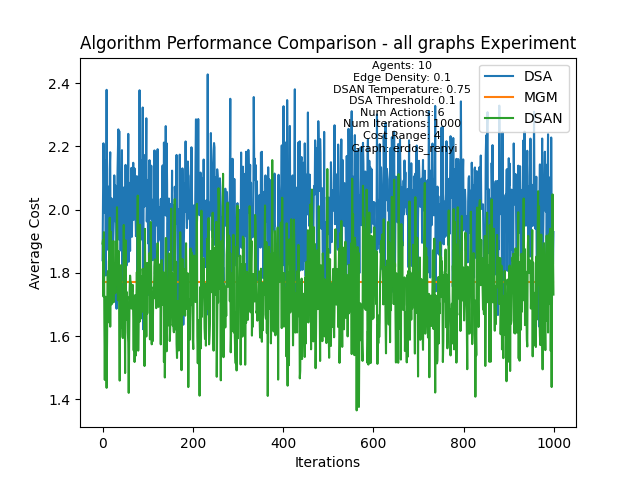 Algorithm Performance Comparison - all graphs Experiment
Agents: 10
Edge Density: 0.1
DSAN Temperature: 0.75
DSA Threshold: 0.1
Num Actions: 6
Num Iterations: 1000
Cost Range: 4
Graph: erdos_renyi
DSA
MGM
DSAN
Average Cost
2.4
2.2
2.0
1.8
1.6
1.4
0
200
400
600
800
1000
Iterations